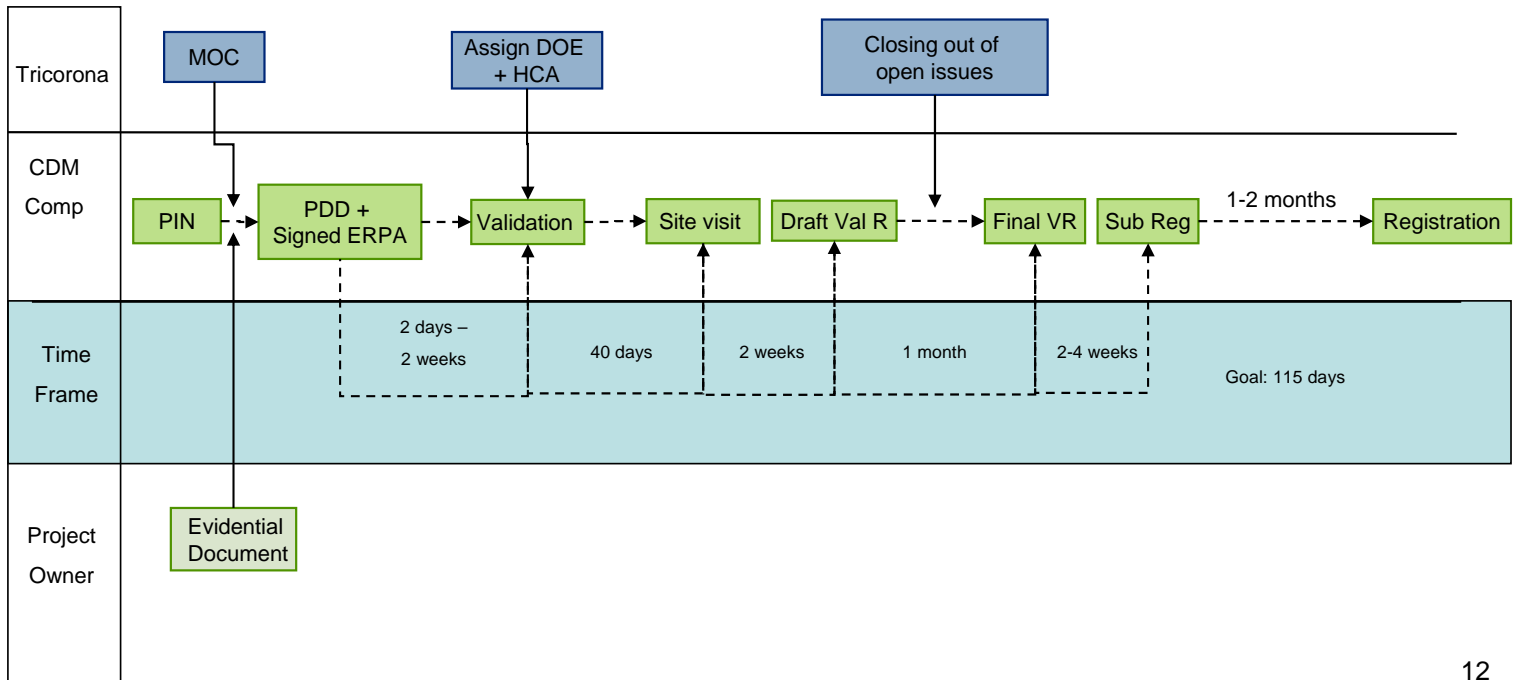 Tricorona
MOC
Assign DOE
+ HCA
Closing out of
open issues
CDM
Comp
PIN
PDD +
Signed ERPA
Validation
Site visit
Draft Val R
Final VR
Sub Reg
1-2 months
Registration
Time
Frame
2 days –
2 weeks
40 days
2 weeks
1 month
2-4 weeks
Goal: 115 days
Project
Owner
Evidential
Document
12